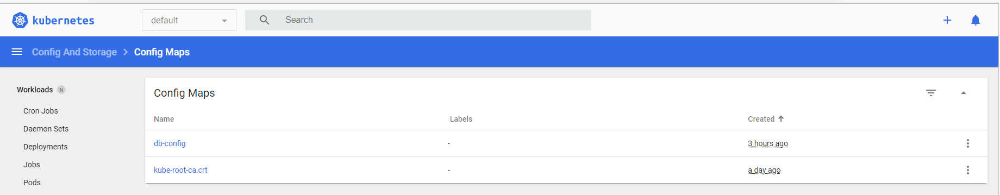 kubernetes
default
Search
Config And Storage > Config Maps
Workloads N
Cron Jobs
Daemon Sets
Deployments
Jobs
Pods
Config Maps
Name Labels Created ↑
db-config - 3 hours ago
kube-root-ca.crt - a day ago